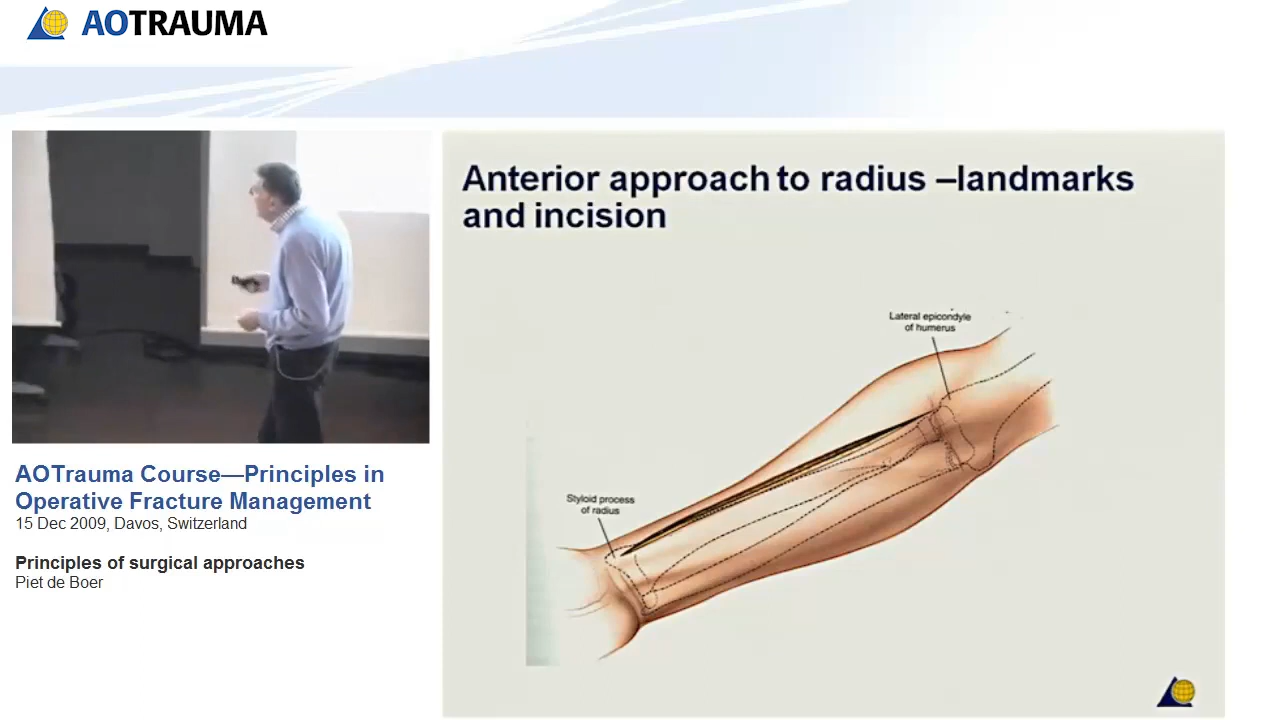 AOTRAUMA
Anterior approach to radius –landmarks
and incision
Lateral epicondyle
of humerus
Styloid process
of radius
AOTrauma Course—Principles in
Operative Fracture Management
15 Dec 2009, Davos, Switzerland
Principles of surgical approaches
Piet de Boer